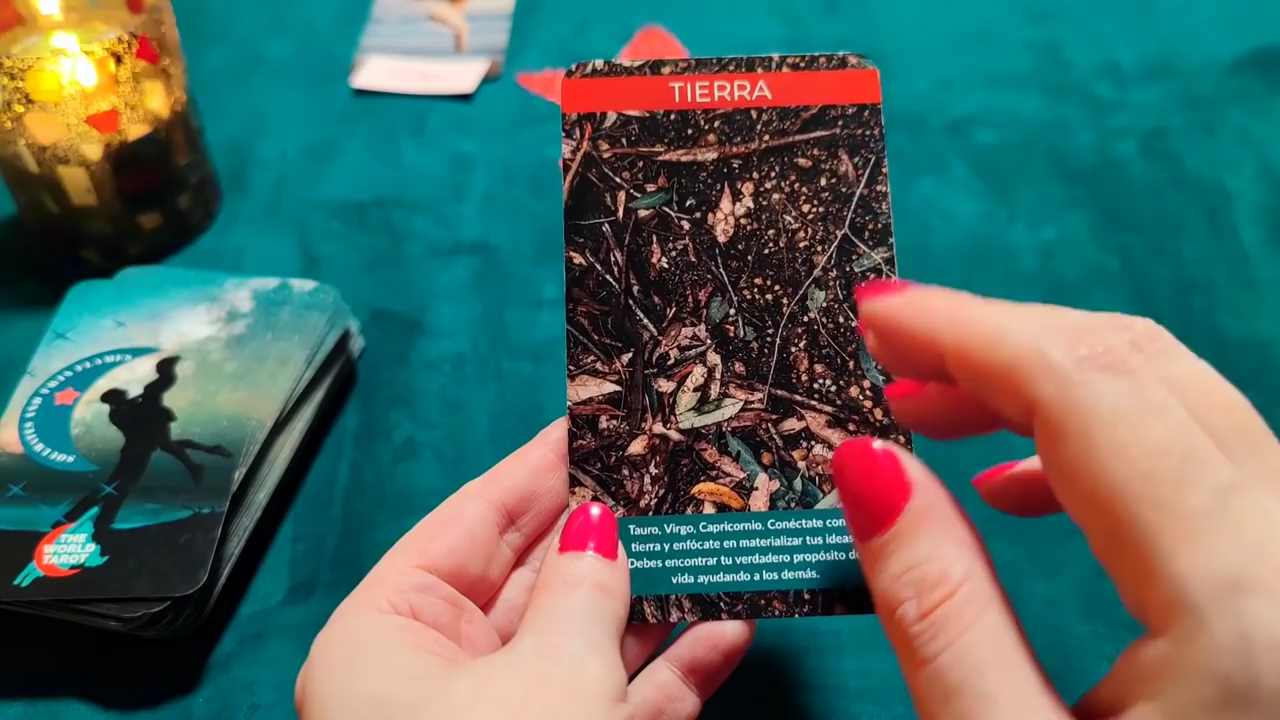 TIERRA
Tauro, Virgo, Capricornio. Conéctate con
tierra y enfócate en materializar tus ideas
Debes encontrar tu verdadero propósito de
vida ayudando a los demás.
THE
WORLD
TAROT